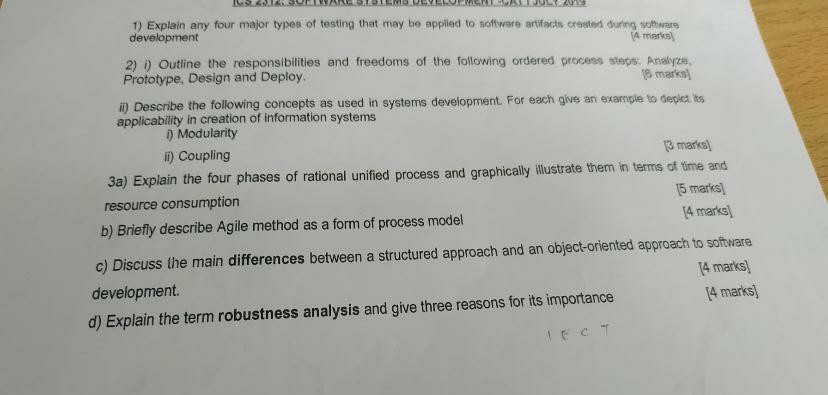 ICS 2312: SOFTWARE SYSTEMS DEVELOPMENT -CAT I JULY 2019
1) Explain any four major types of testing that may be applied to software artifacts created during software
development [4 marks]
2) i) Outline the responsibilities and freedoms of the following ordered process steps: Analyze,
Prototype, Design and Deploy. [6 marks]
ii) Describe the following concepts as used in systems development. For each give an example to depict its
applicability in creation of information systems
i) Modularity
ii) Coupling [3 marks]
3a) Explain the four phases of rational unified process and graphically illustrate them in terms of time and
resource consumption [5 marks]
b) Briefly describe Agile method as a form of process model [4 marks]
c) Discuss the main differences between a structured approach and an object-oriented approach to software
development. [4 marks]
d) Explain the term robustness analysis and give three reasons for its importance [4 marks]
I E C T